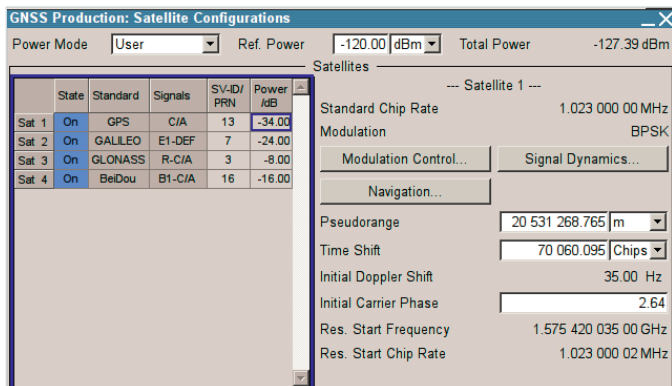 GNSS Production: Satellite Configurations
Power Mode User Ref. Power -120.00 dBm Total Power -127.39 dBm
Satellites
State Standard Signals SV-ID/PRN Power/dB
Sat 1 On GPS C/A 13 -34.00
Sat 2 On GALILEO E1-DEF 7 -24.00
Sat 3 On GLONASS R-C/A 3 -8.00
Sat 4 On BeiDou B1-C/A 16 -16.00
--- Satellite 1 ---
Standard Chip Rate 1.023 000 00 MHz
Modulation BPSK
Modulation Control... Signal Dynamics...
Navigation...
Pseudorange 20 531 268.765 m
Time Shift 70 060.095 Chips
Initial Doppler Shift 35.00 Hz
Initial Carrier Phase 2.64
Res. Start Frequency 1.575 420 035 00 GHz
Res. Start Chip Rate 1.023 000 02 MHz